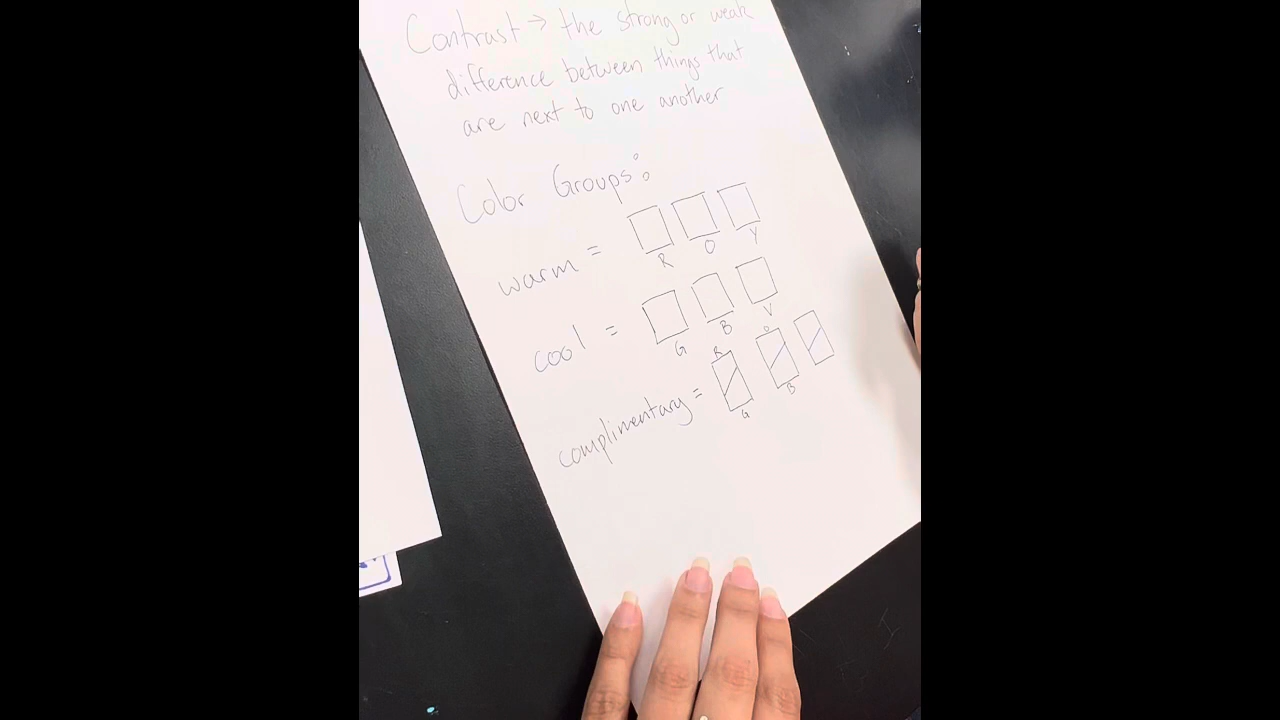 Contrast → the strong or weak
difference between things that
are next to one another
Color Groups:
warm =
R O Y
cool =
G B V
R O
complimentary =
G B